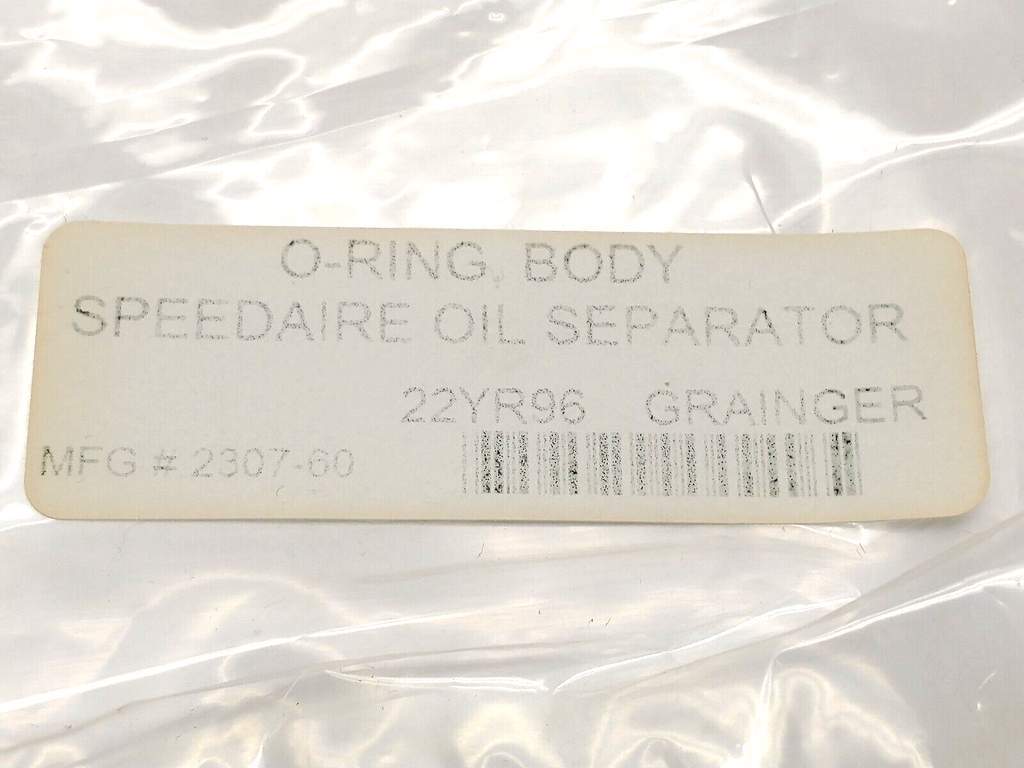 O-RING, BODY
SPEEDAIRE OIL SEPARATOR
22YR96 GRAINGER
MFG # 2307-60